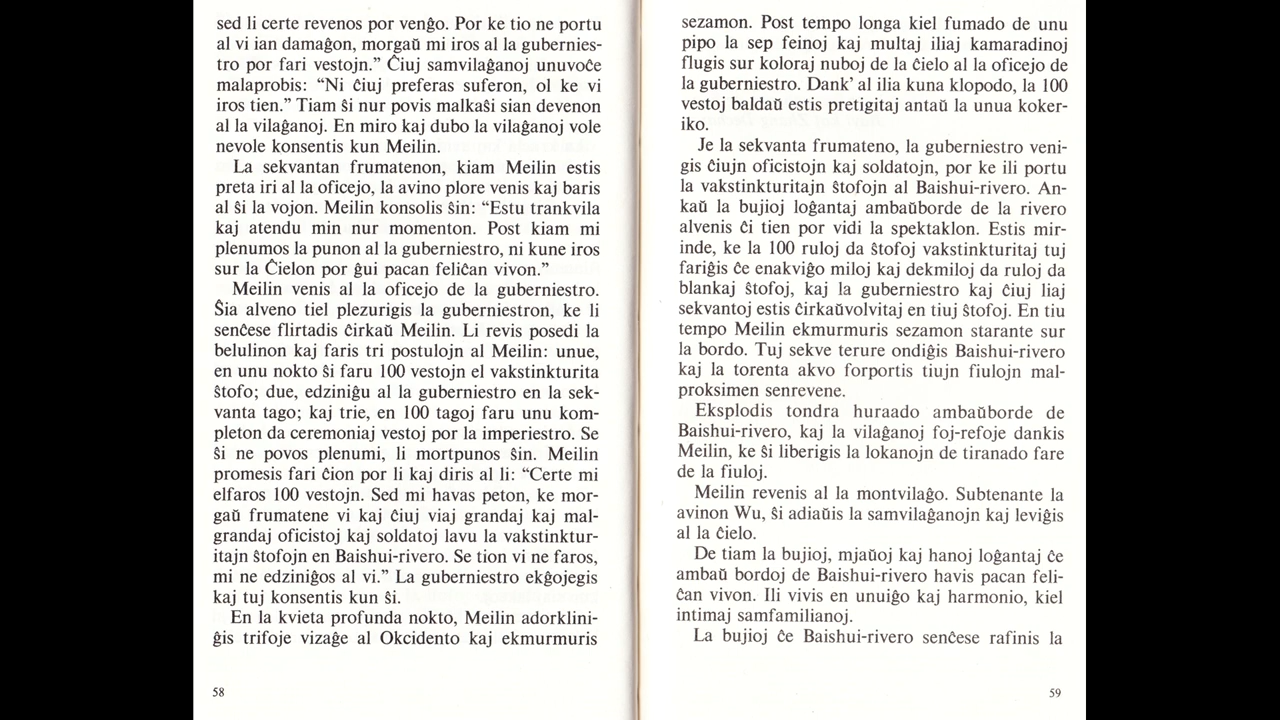 sed li certe revenos por venĝo. Por ke tio ne portu
al vi ian damaĝon, morgaŭ mi iros al la gubernies-
tro por fari vestojn.” Ĉiuj samvilaĝanoj unuvoĉe
malaprobis: “Ni ĉiuj preferas suferon, ol ke vi
iros tien.” Tiam ŝi nur povis malkaŝi sian devenon
al la vilaĝanoj. En miro kaj dubo la vilaĝanoj vole
nevole konsentis kun Meilin.
La sekvantan frumatenon, kiam Meilin estis
preta iri al la oficejo, la avino plore venis kaj baris
al ŝi la vojon. Meilin konsolis ŝin: “Estu trankvila
kaj atendu min nur momenton. Post kiam mi
plenumos la punon al la guberniestro, ni kune iros
sur la Ĉielon por ĝui pacan feliĉan vivon.”
Meilin venis al la oficejo de la guberniestro.
Ŝia alveno tiel plezurigis la guberniestron, ke li
senĉese flirtadis ĉirkaŭ Meilin. Li revis posedi la
belulinon kaj faris tri postulojn al Meilin: unue,
en unu nokto ŝi faru 100 vestojn el vakstinkturita
ŝtofo; due, edziniĝu al la guberniestro en la sek-
vanta tago; kaj trie, en 100 tagoj faru unu kom-
pleton da ceremoniaj vestoj por la imperiestro. Se
ŝi ne povos plenumi, li mortpunos ŝin. Meilin
promesis fari ĉion por li kaj diris al li: “Certe mi
elfaros 100 vestojn. Sed mi havas peton, ke mor-
gaŭ frumatene vi kaj ĉiuj viaj grandaj kaj mal-
grandaj oficistoj kaj soldatoj lavu la vakstinktur-
itajn ŝtofojn en Baishui-rivero. Se tion vi ne faros,
mi ne edziniĝos al vi.” La guberniestro ekĝojegis
kaj tuj konsentis kun ŝi.
En la kvieta profunda nokto, Meilin adorklini-
ĝis trifoje vizaĝe al Okcidento kaj ekmurmuris
58
sezamon. Post tempo longa kiel fumado de unu
pipo la sep feinoj kaj multaj iliaj kamaradinoj
flugis sur koloraj nuboj de la ĉielo al la oficejo de
la guberniestro. Dank’ al ilia kuna klopodo, la 100
vestoj baldaŭ estis pretigitaj antaŭ la unua koker-
iko.
Je la sekvanta frumateno, la guberniestro veni-
gis ĉiujn oficistojn kaj soldatojn, por ke ili portu
la vakstinkturitajn ŝtofojn al Baishui-rivero. An-
kaŭ la bujioj loĝantaj ambaŭborde de la rivero
alvenis ĉi tien por vidi la spektaklon. Estis mir-
inde, ke la 100 ruloj da ŝtofoj vakstinkturitaj tuj
fariĝis ĉe enakviĝo miloj kaj dekmiloj da ruloj da
blankaj ŝtofoj, kaj la guberniestro kaj ĉiuj liaj
sekvantoj estis ĉirkaŭvolvitaj en tiuj ŝtofoj. En tiu
tempo Meilin ekmurmuris sezamon starante sur
la bordo. Tuj sekve terure ondiĝis Baishui-rivero
kaj la torenta akvo forportis tiujn fiulojn mal-
proksimen senrevene.
Eksplodis tondra huraado ambaŭborde de
Baishui-rivero, kaj la vilaĝanoj foj-refoje dankis
Meilin, ke ŝi liberigis la lokanojn de tiranado fare
de la fiuloj.
Meilin revenis al la montvilaĝo. Subtenante la
avinon Wu, ŝi adiaŭis la samvilaĝanojn kaj leviĝis
al la ĉielo.
De tiam la bujioj, mjaŭoj kaj hanoj loĝantaj ĉe
ambaŭ bordoj de Baishui-rivero havis pacan feli-
ĉan vivon. Ili vivis en unuiĝo kaj harmonio, kiel
intimaj samfamilianoj.
La bujioj ĉe Baishui-rivero senĉese rafinis la
59